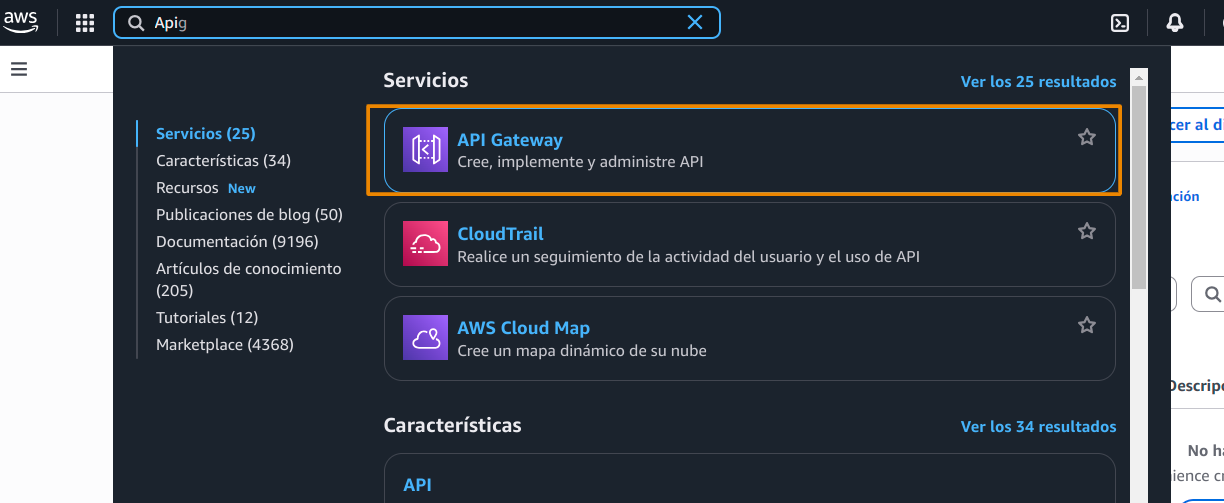 aws
Apig
Servicios
Ver los 25 resultados
Servicios (25)
Características (34)
Recursos New
Publicaciones de blog (50)
Documentación (9196)
Artículos de conocimiento
(205)
Tutoriales (12)
Marketplace (4368)
API Gateway
Cree, implemente y administre API
CloudTrail
Realice un seguimiento de la actividad del usuario y el uso de API
AWS Cloud Map
Cree un mapa dinámico de su nube
Características
Ver los 34 resultados
API
cer al di
ción
Descripc
No ha
ience cr